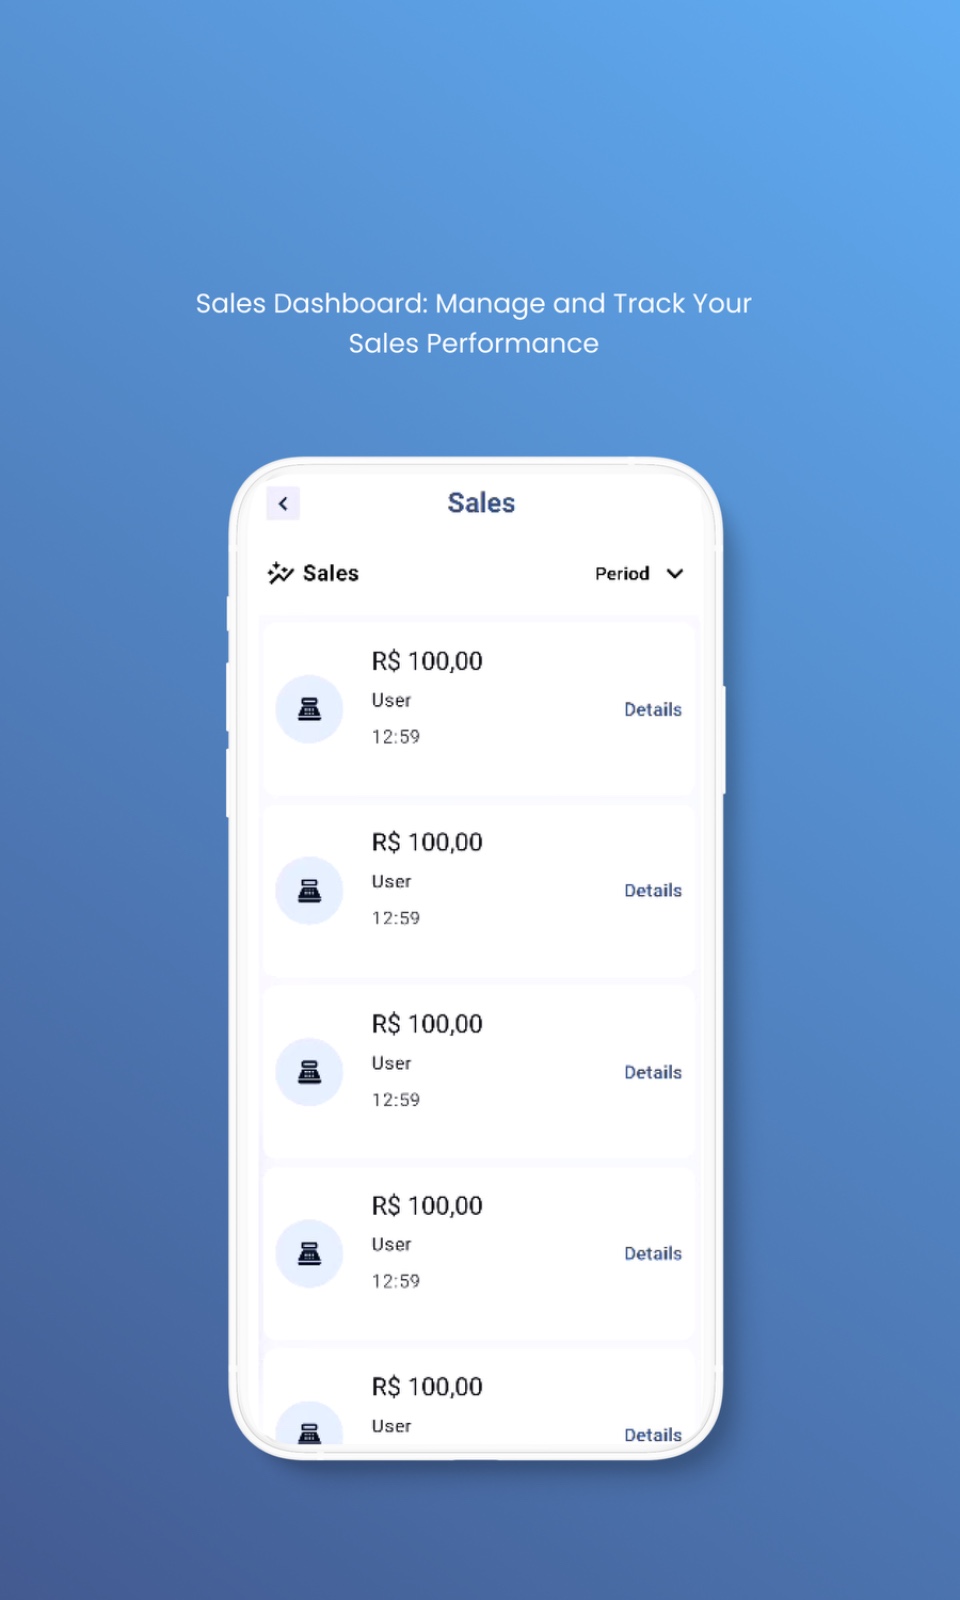 Sales Dashboard: Manage and Track Your
Sales Performance
Sales
Sales
Period
R$ 100,00
User
Details
12:59
R$ 100,00
User
Details
12:59
R$ 100,00
User
Details
12:59
R$ 100,00
User
Details
12:59
R$ 100,00
User
Details